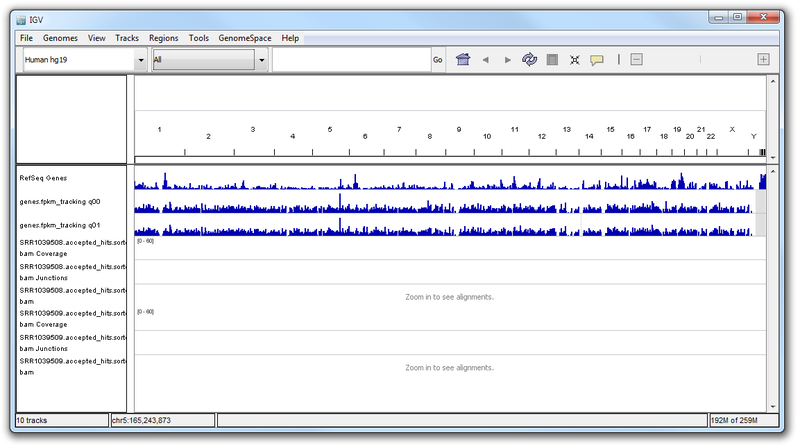 IGV
File Genomes View Tracks Regions Tools GenomeSpace Help
Human hg19 All Go
1 3 5 7 9 11 13 15 17 19 21 X
2 4 6 8 10 12 14 16 18 20 22 Y
RefSeq Genes
genes.fpkm_tracking q00
genes.fpkm_tracking q01
SRR1039508.accepted_hits.sorte [0 - 60]
bam Coverage
SRR1039508.accepted_hits.sorte
bam Junctions
SRR1039508.accepted_hits.sorte
bam Zoom in to see alignments.
SRR1039509.accepted_hits.sorte [0 - 60]
bam Coverage
SRR1039509.accepted_hits.sorte
bam Junctions
SRR1039509.accepted_hits.sorte
bam Zoom in to see alignments.
10 tracks chr5:165,243,873 192M of 259M